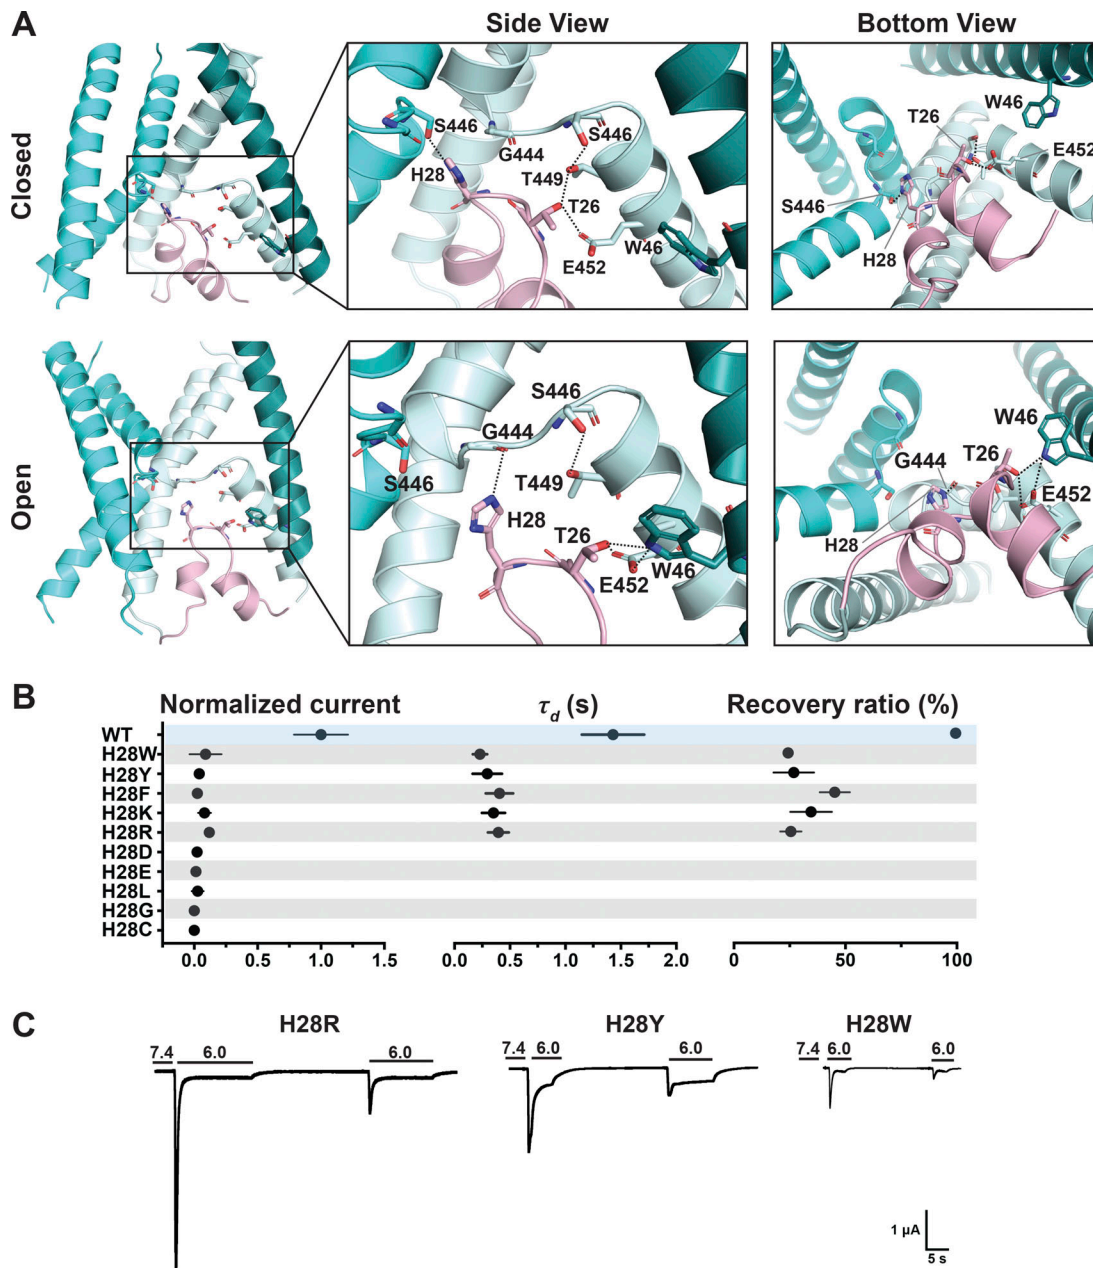 A
Side View
Bottom View
Closed
S446
G444
S446
H28
T449
T26
W46
E452
W46
T26
E452
S446
H28
Open
S446
G444
S446
T449
H28
T26
E452
W46
W46
T26
G444
E452
H28
B
Normalized current
τd (s)
Recovery ratio (%)
WT
H28W
H28Y
H28F
H28K
H28R
H28D
H28E
H28L
H28G
H28C
0.0 0.5 1.0 1.5
0.0 0.5 1.0 1.5 2.0
0 50 100
C
H28R
H28Y
H28W
7.4 6.0 6.0
7.4 6.0 6.0
7.4 6.0 6.0
1 µA
5 s